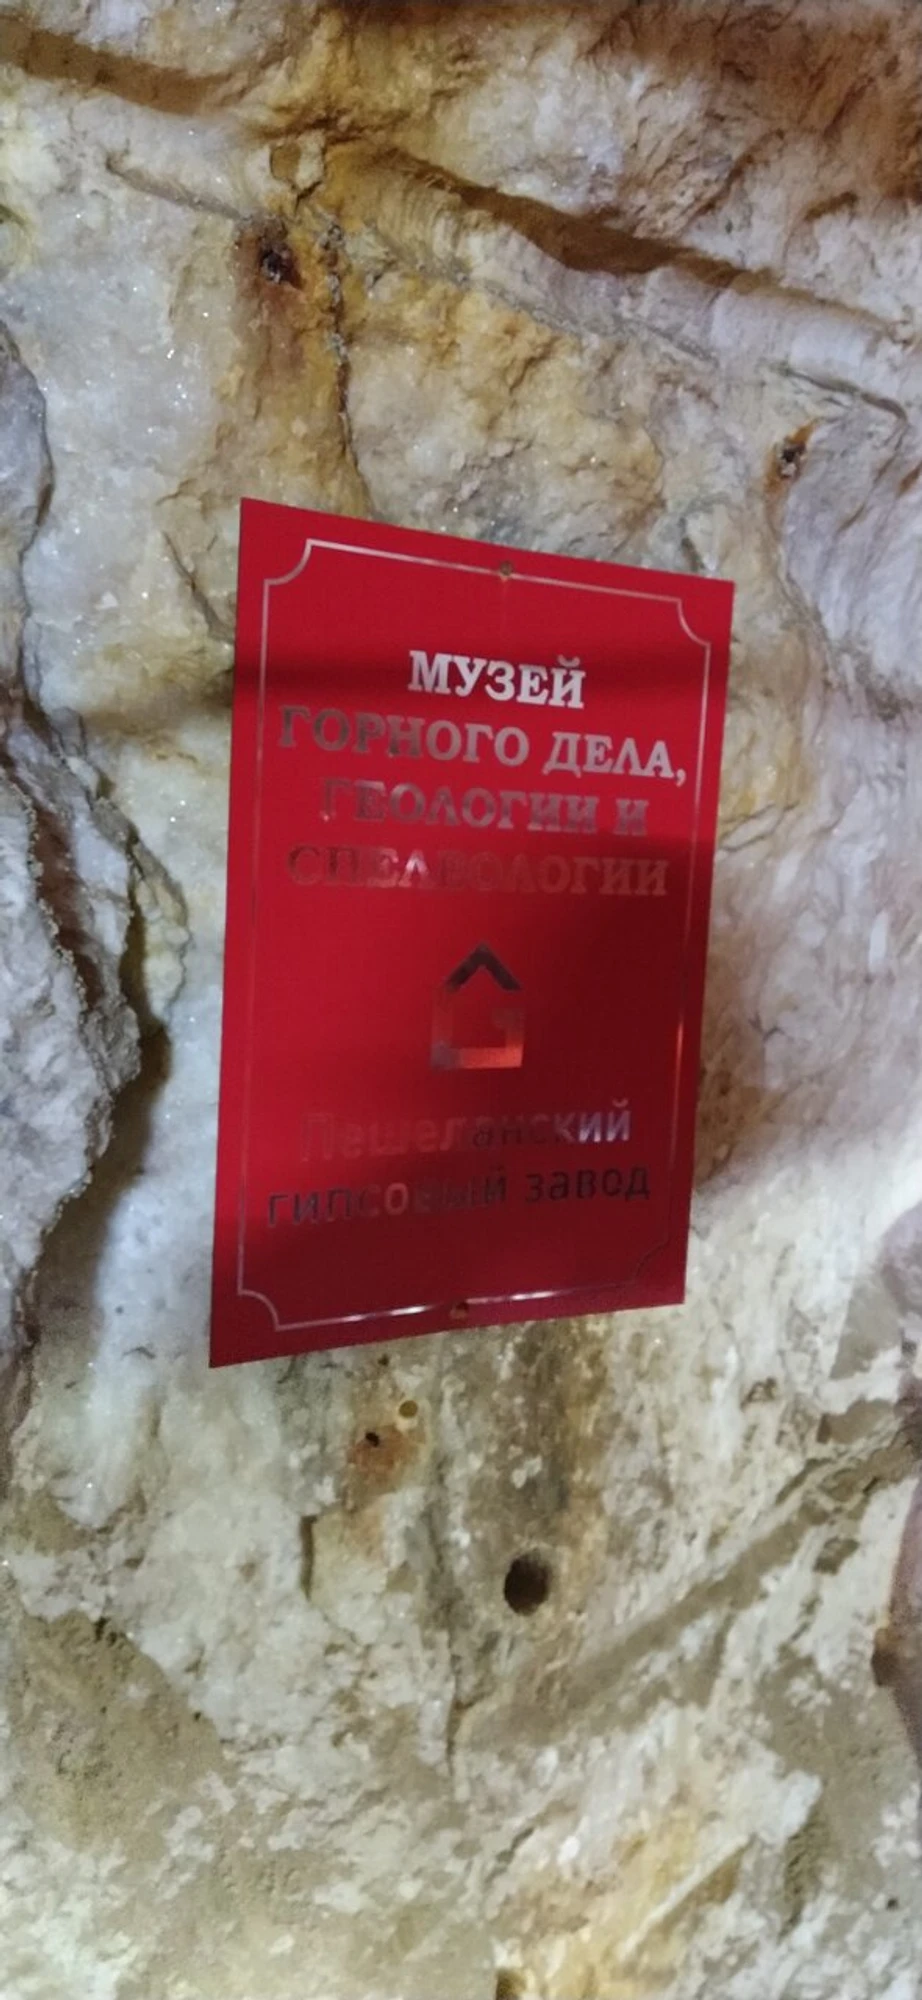 МУЗЕЙ
ГОРНОГО ДЕЛА,
ГЕОЛОГИИ И
СПЕЛЕОЛОГИИ
Пешеланский
гипсовый завод